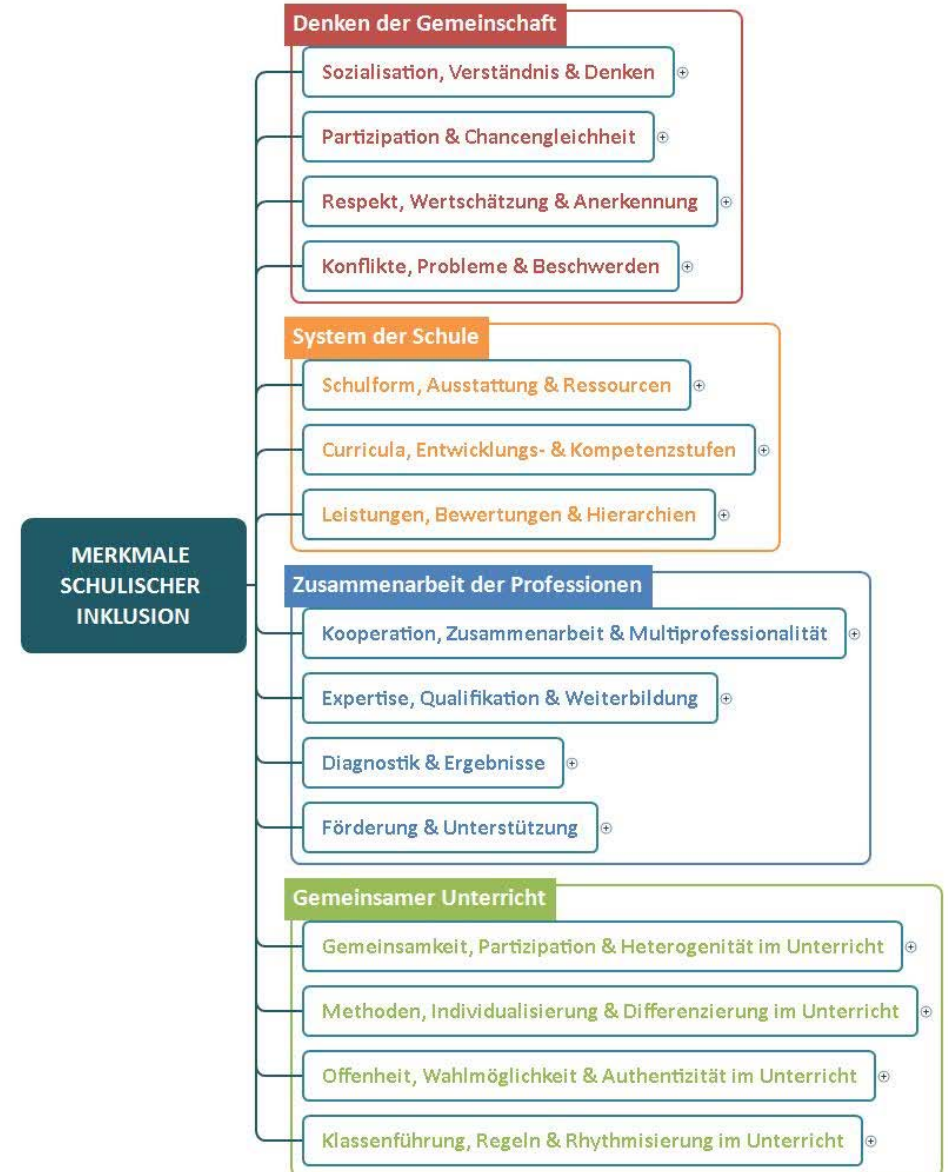 Denken der Gemeinschaft
Sozialisation, Verständnis & Denken
Partizipation & Chancengleichheit
Respekt, Wertschätzung & Anerkennung
Konflikte, Probleme & Beschwerden
System der Schule
Schulform, Ausstattung & Ressourcen
Curricula, Entwicklungs- & Kompetenzstufen
Leistungen, Bewertungen & Hierarchien
MERKMALE
SCHULISCHER
INKLUSION
Zusammenarbeit der Professionen
Kooperation, Zusammenarbeit & Multiprofessionalität
Expertise, Qualifikation & Weiterbildung
Diagnostik & Ergebnisse
Förderung & Unterstützung
Gemeinsamer Unterricht
Gemeinsamkeit, Partizipation & Heterogenität im Unterricht
Methoden, Individualisierung & Differenzierung im Unterricht
Offenheit, Wahlmöglichkeit & Authentizität im Unterricht
Klassenführung, Regeln & Rhythmisierung im Unterricht